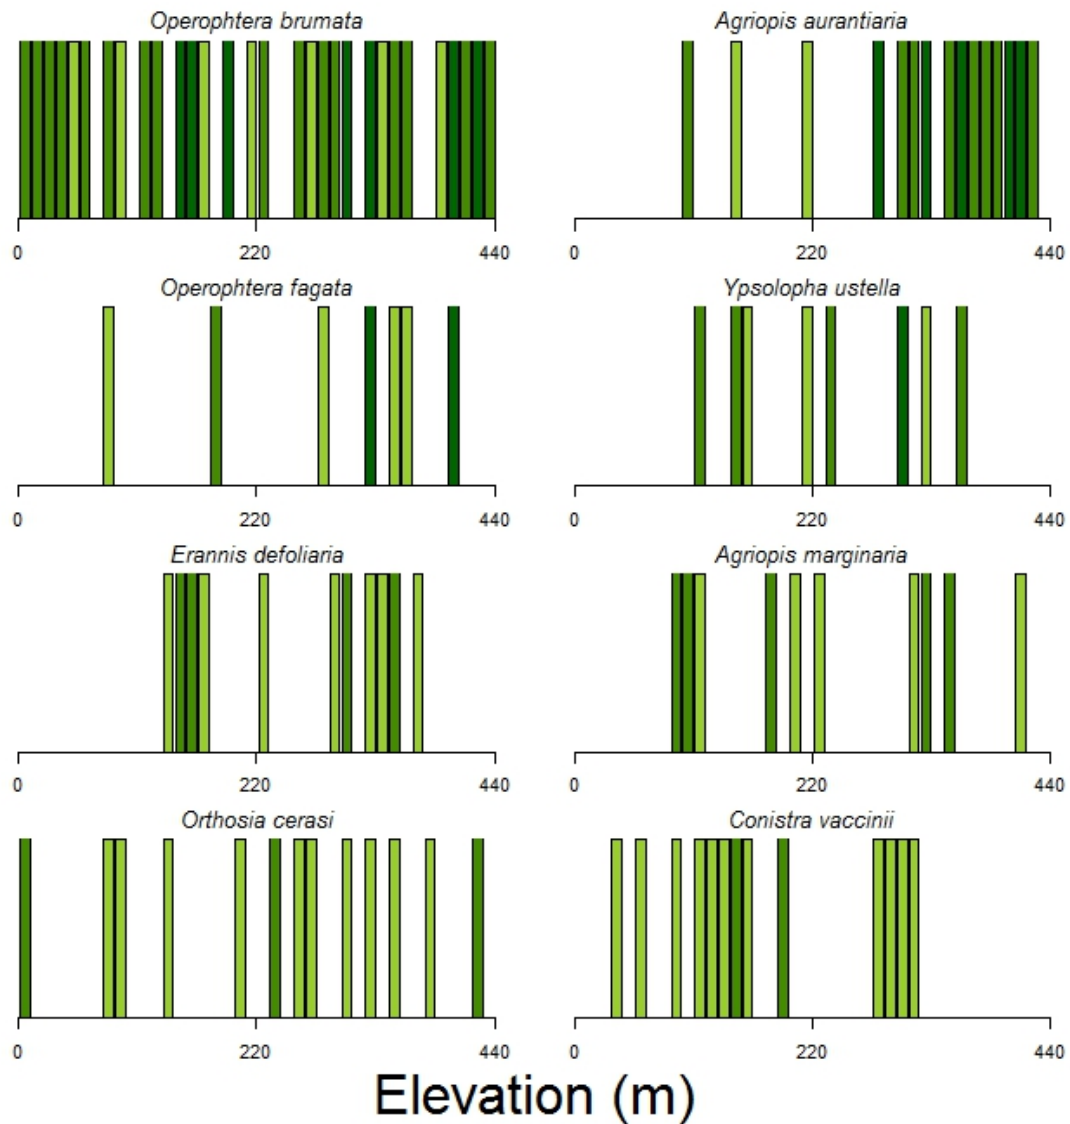 Operophtera brumata
Agriopis aurantiaria
0 220 440
0 220 440
Operophtera fagata
Ypsolopha ustella
0 220 440
0 220 440
Erannis defoliaria
Agriopis marginaria
0 220 440
0 220 440
Orthosia cerasi
Conistra vaccinii
0 220 440
0 220 440
Elevation (m)